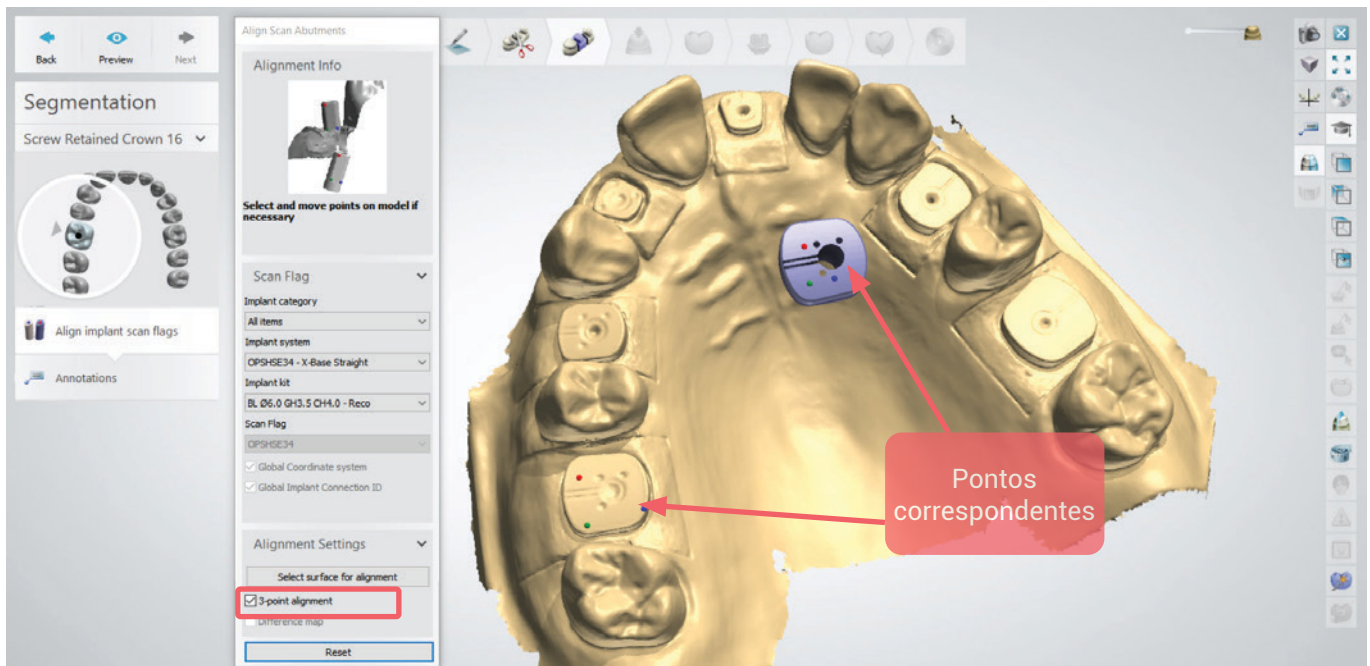 Back
Preview
Next
Segmentation
Screw Retained Crown 16
Align implant scan flags
Annotations
Align Scan Abutments
Alignment Info
Select and move points on model if
necessary
Scan Flag
Implant category
All items
Implant system
OPSHSE34 - X-Base Straight
Implant kit
BL Ø6.0 GH3.5 CH4.0 - Reco
Scan Flag
OPSHSE34
Global Coordinate system
Global Implant Connection ID
Alignment Settings
Select surface for alignment
3-point alignment
Difference map
Reset
Pontos
correspondentes